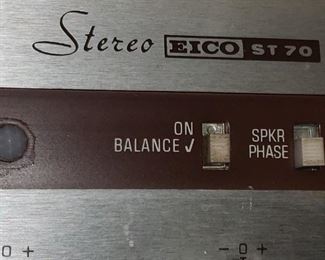 Stereo EICO ST 70
ON
BALANCE ✓
SPKR
PHASE
0 +
- 0 +